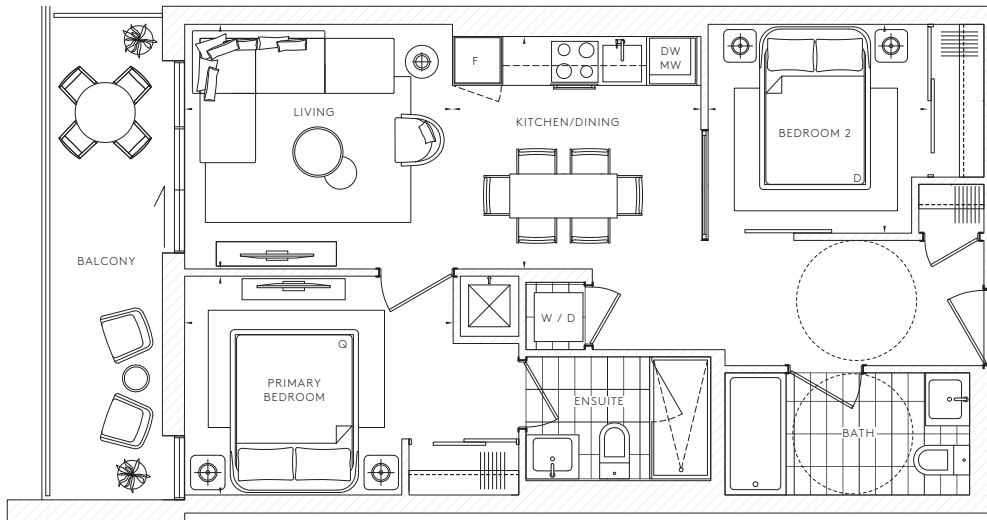 F
DW
MW
LIVING
KITCHEN/DINING
BEDROOM 2
D
BALCONY
W / D
Q
PRIMARY
BEDROOM
ENSUITE
BATH